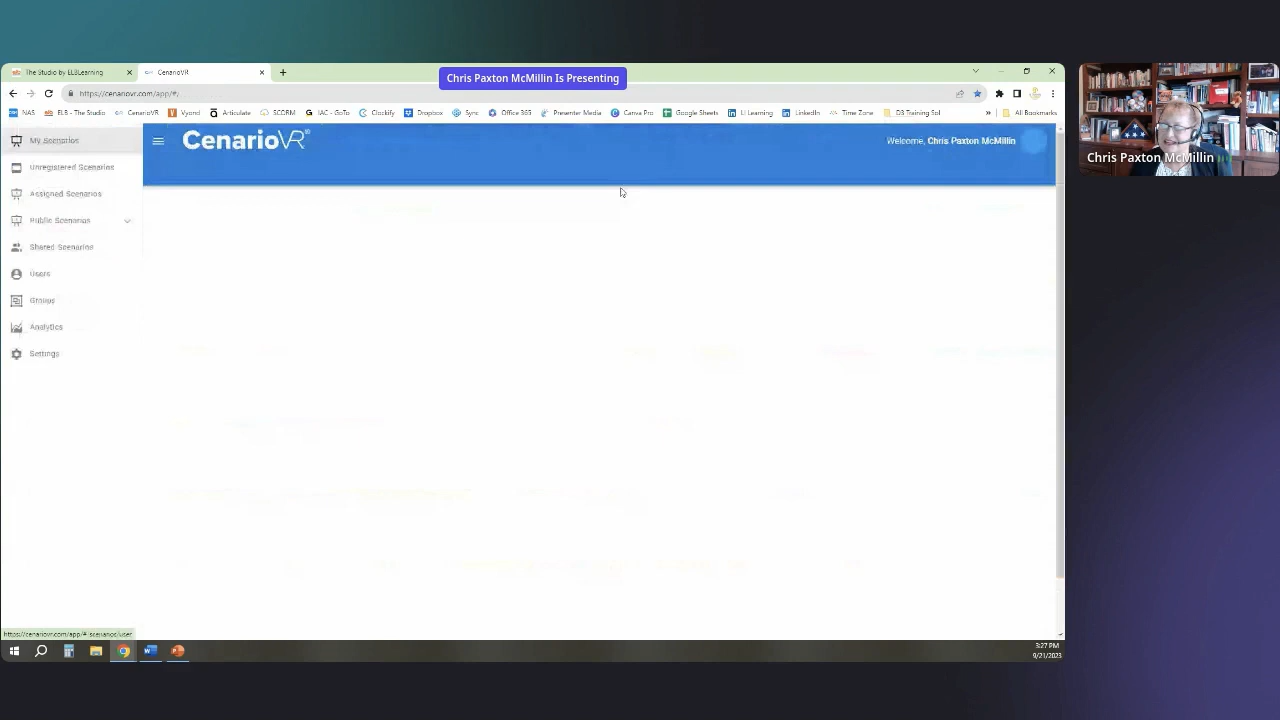 Chris Paxton McMillin Is Presenting
The Studio by ELBLearning
CenarioVR
https://cenariovr.com/app/#/
NAS
ELB - The Studio
CenarioVR
Vyond
Articulate
SCORM
IAC - GoTo
Clockify
Dropbox
Sync
Office 365
Presenter Media
Canva Pro
Google Sheets
LI Learning
LinkedIn
Time Zone
D3 Training Sol
»
All Bookmarks
CenarioVR®
Welcome, Chris Paxton McMillin
My Scenarios
Unregistered Scenarios
Assigned Scenarios
Public Scenarios
Shared Scenarios
Users
Groups
Analytics
Settings
Chris Paxton McMillin
https://cenariovr.com/app/#/scenarios/user
3:27 PM
9/21/2023